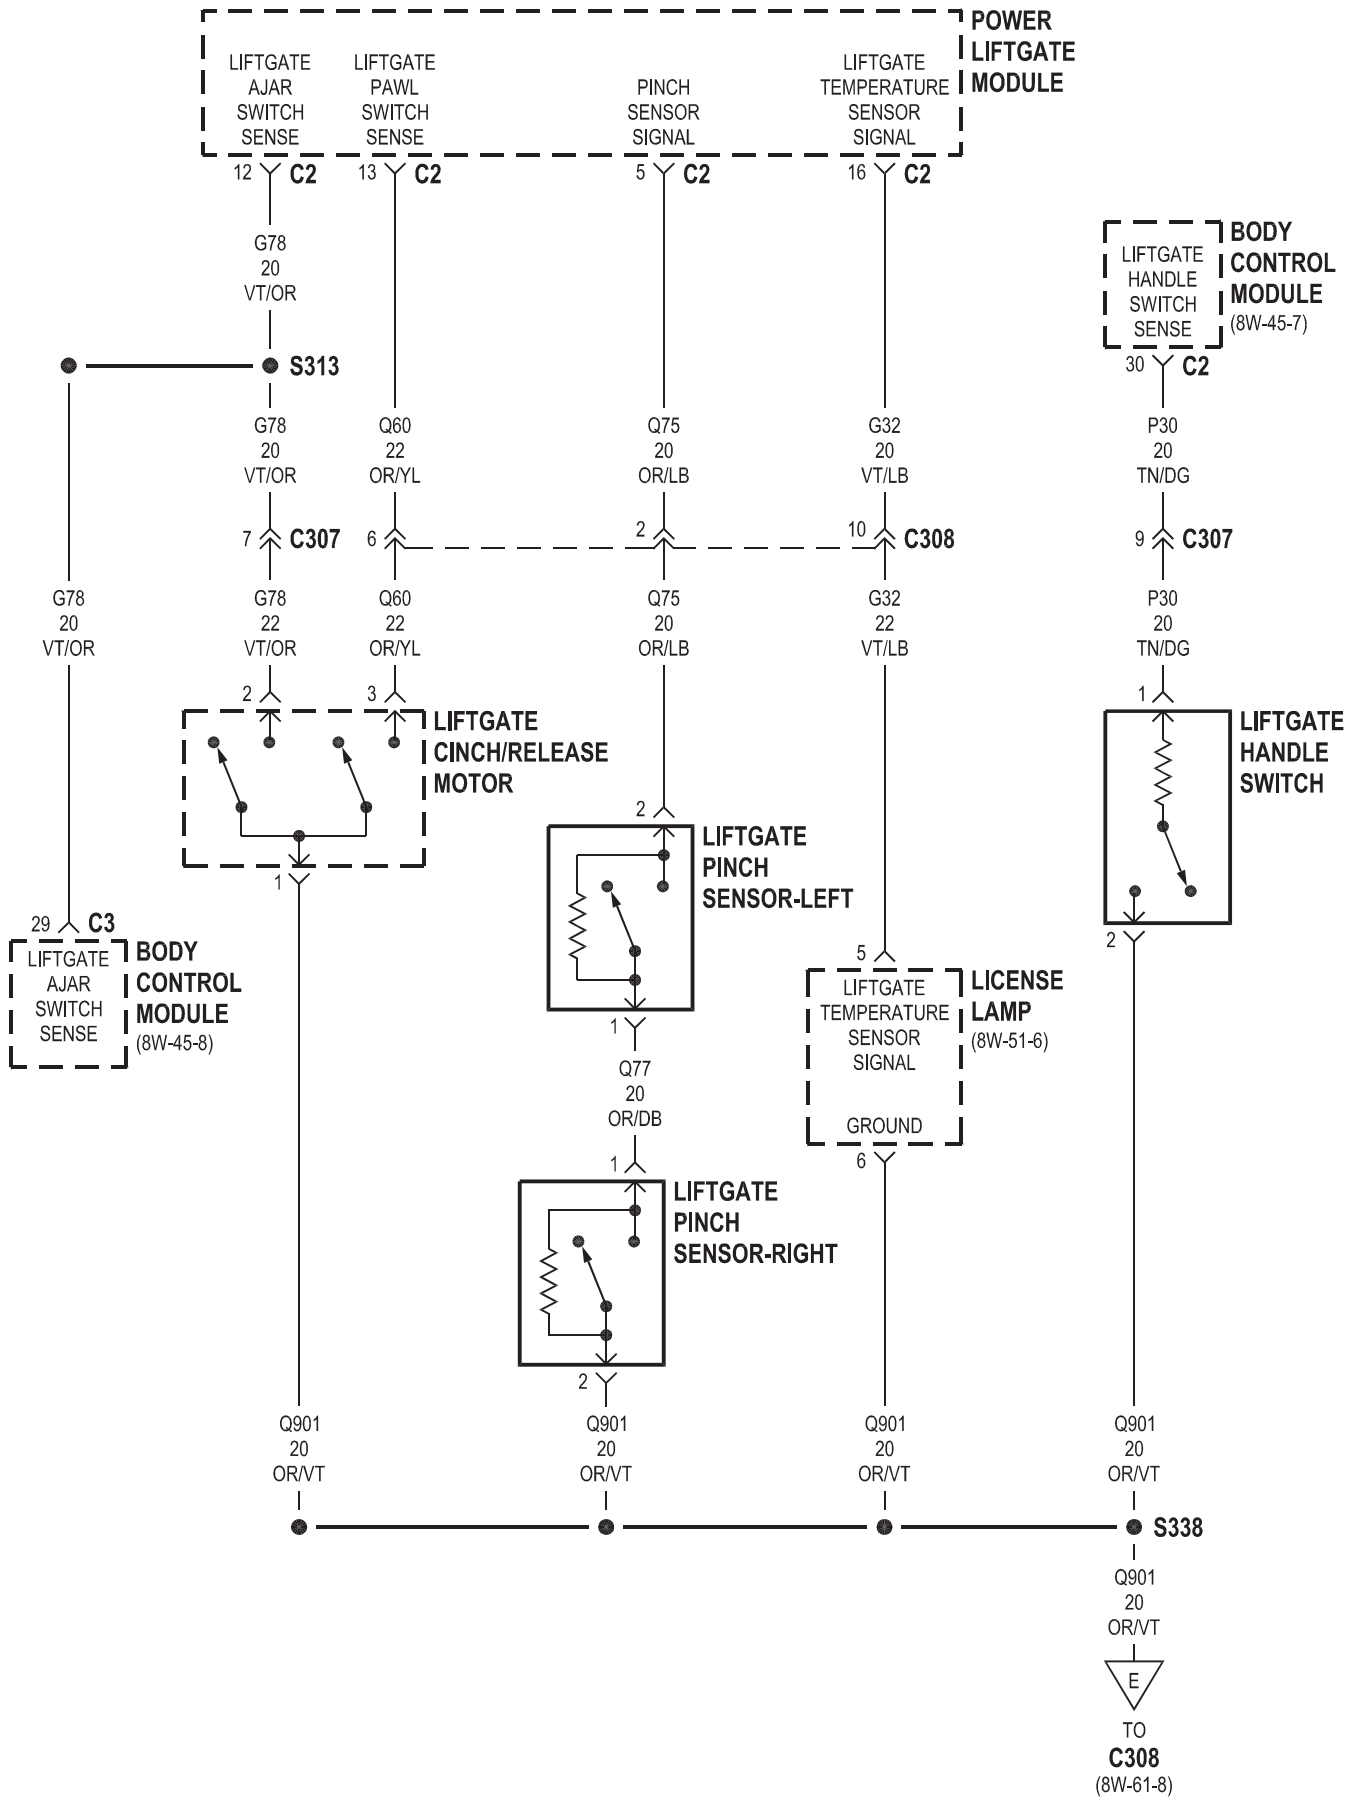 POWER
LIFTGATE
MODULE
LIFTGATE
AJAR
SWITCH
SENSE
LIFTGATE
PAWL
SWITCH
SENSE
PINCH
SENSOR
SIGNAL
LIFTGATE
TEMPERATURE
SENSOR
SIGNAL
12 C2
13 C2
5 C2
16 C2
G78
20
VT/OR
BODY
CONTROL
MODULE
(8W-45-7)
LIFTGATE
HANDLE
SWITCH
SENSE
30 C2
S313
G78
20
VT/OR
Q60
22
OR/YL
Q75
20
OR/LB
G32
20
VT/LB
P30
20
TN/DG
7 C307
6
2
10 C308
9 C307
G78
20
VT/OR
G78
22
VT/OR
Q60
22
OR/YL
Q75
20
OR/LB
G32
22
VT/LB
P30
20
TN/DG
2
3
1
LIFTGATE
CINCH/RELEASE
MOTOR
1
LIFTGATE
HANDLE
SWITCH
2
2
LIFTGATE
PINCH
SENSOR-LEFT
1
29 C3
LIFTGATE
AJAR
SWITCH
SENSE
BODY
CONTROL
MODULE
(8W-45-8)
5
LIFTGATE
TEMPERATURE
SENSOR
SIGNAL
GROUND
LICENSE
LAMP
(8W-51-6)
6
Q77
20
OR/DB
1
LIFTGATE
PINCH
SENSOR-RIGHT
2
Q901
20
OR/VT
Q901
20
OR/VT
Q901
20
OR/VT
Q901
20
OR/VT
S338
Q901
20
OR/VT
E
TO
C308
(8W-61-8)